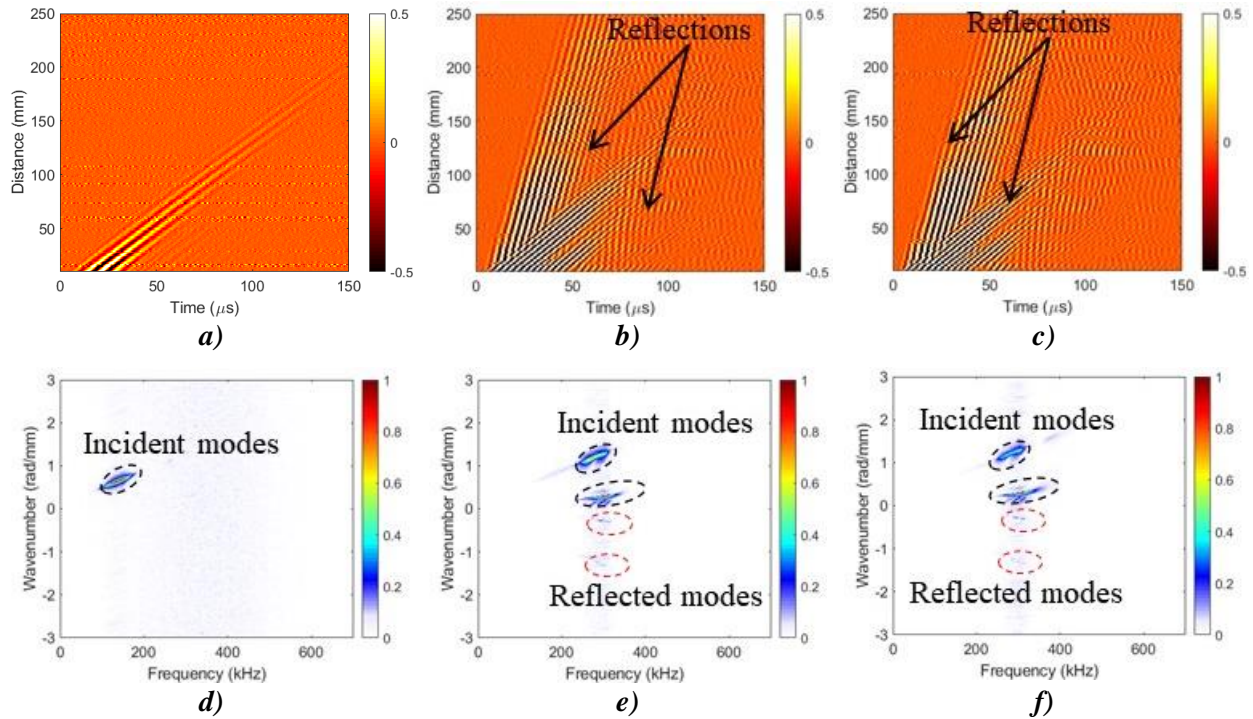 250
200
150
100
50
Distance (mm)
0 50 100 150
Time (μs)
0.5
0
-0.5
a)
250
200
150
100
50
Distance (mm)
Reflections
0 50 100 150
Time (μs)
0.5
0
-0.5
b)
250
200
150
100
50
Distance (mm)
Reflections
0 50 100 150
Time (μs)
0.5
0
-0.5
c)
3
2
1
0
-1
-2
-3
Wavenumber (rad/mm)
Incident modes
0 200 400 600
Frequency (kHz)
1
0.8
0.6
0.4
0.2
0
d)
3
2
1
0
-1
-2
-3
Wavenumber (rad/mm)
Incident modes
Reflected modes
0 200 400 600
Frequency (kHz)
1
0.8
0.6
0.4
0.2
0
e)
3
2
1
0
-1
-2
-3
Wavenumber (rad/mm)
Incident modes
Reflected modes
0 200 400 600
Frequency (kHz)
1
0.8
0.6
0.4
0.2
0
f)